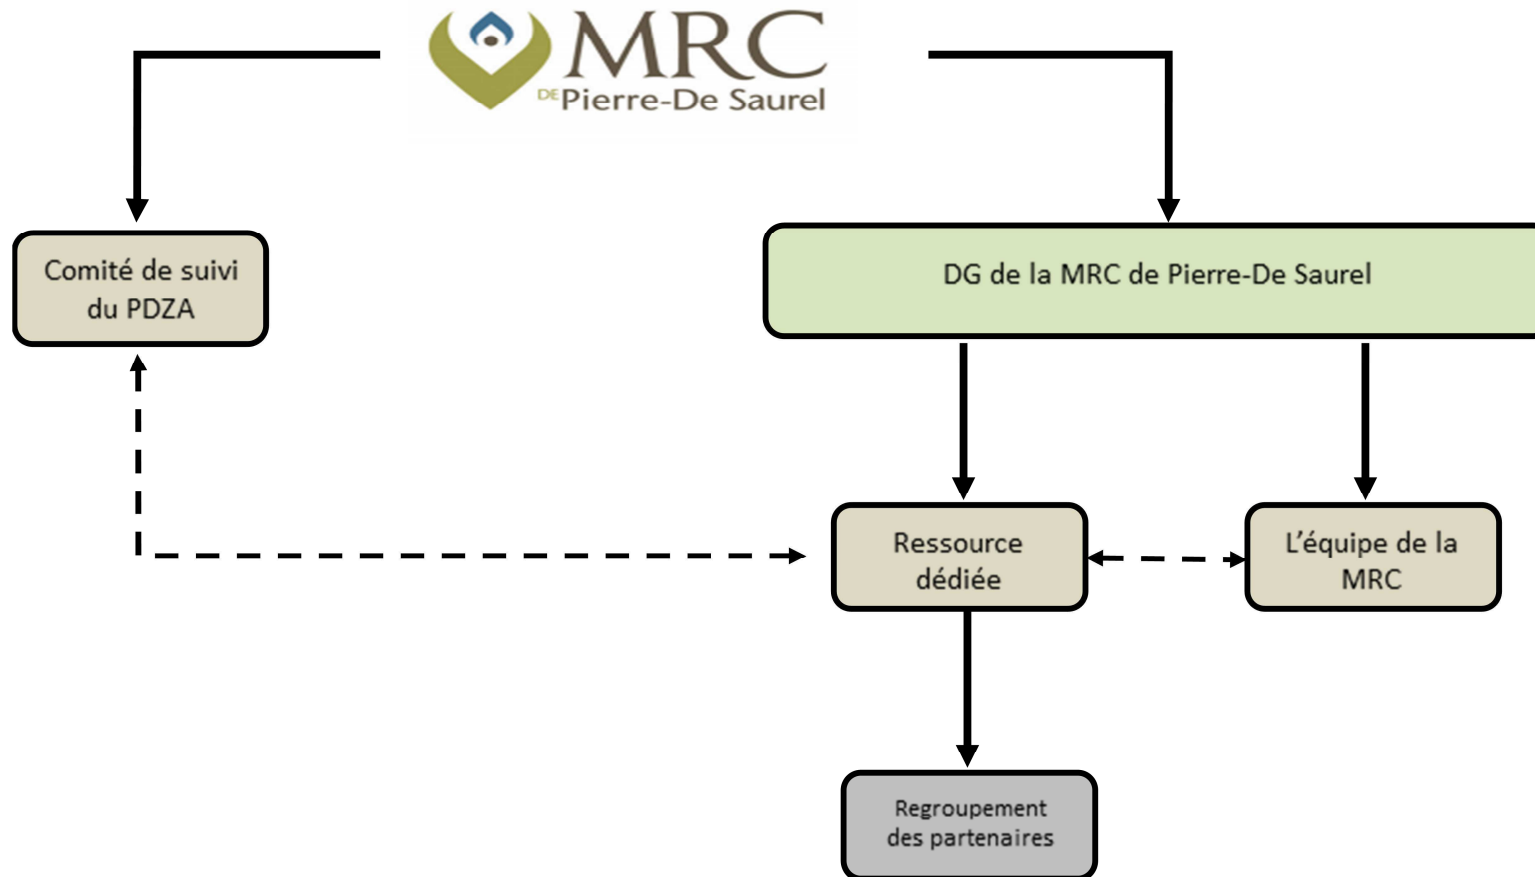 MRC
DE Pierre-De Saurel
Comité de suivi
du PDZA
DG de la MRC de Pierre-De Saurel
Ressource
dédiée
L’équipe de la
MRC
Regroupement
des partenaires